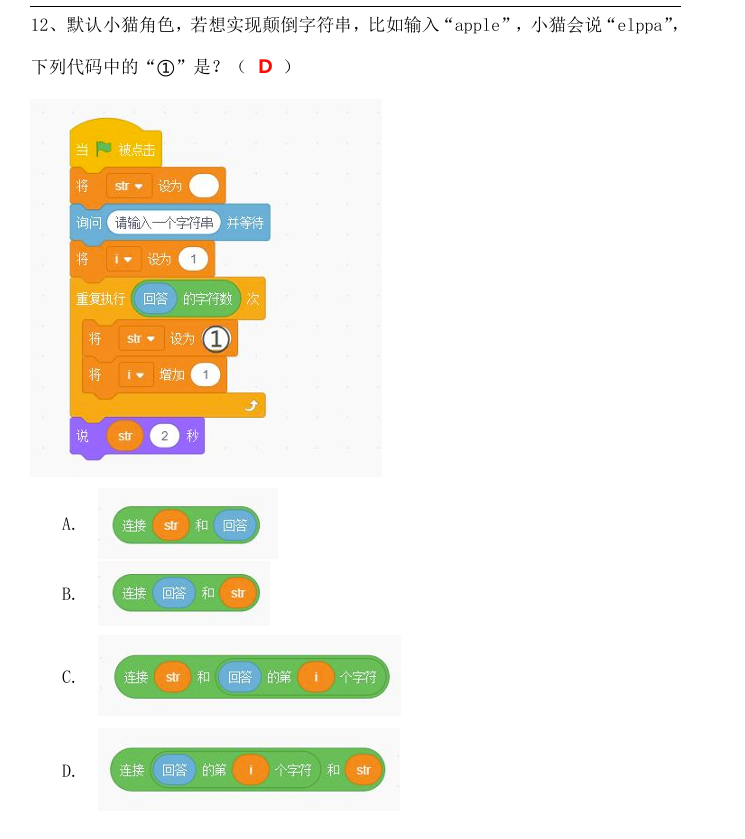 12、默认小猫角色，若想实现颠倒字符串，比如输入“apple”，小猫会说“elppa”，
下列代码中的“①”是？（ D ）
当 被点击
将 str 设为
询问 请输入一个字符串 并等待
将 i 设为 1
重复执行 回答 的字符数 次
将 str 设为 ①
将 i 增加 1
说 str 2 秒
A. 连接 str 和 回答
B. 连接 回答 和 str
C. 连接 str 和 回答 的第 i 个字符
D. 连接 回答 的第 i 个字符 和 str